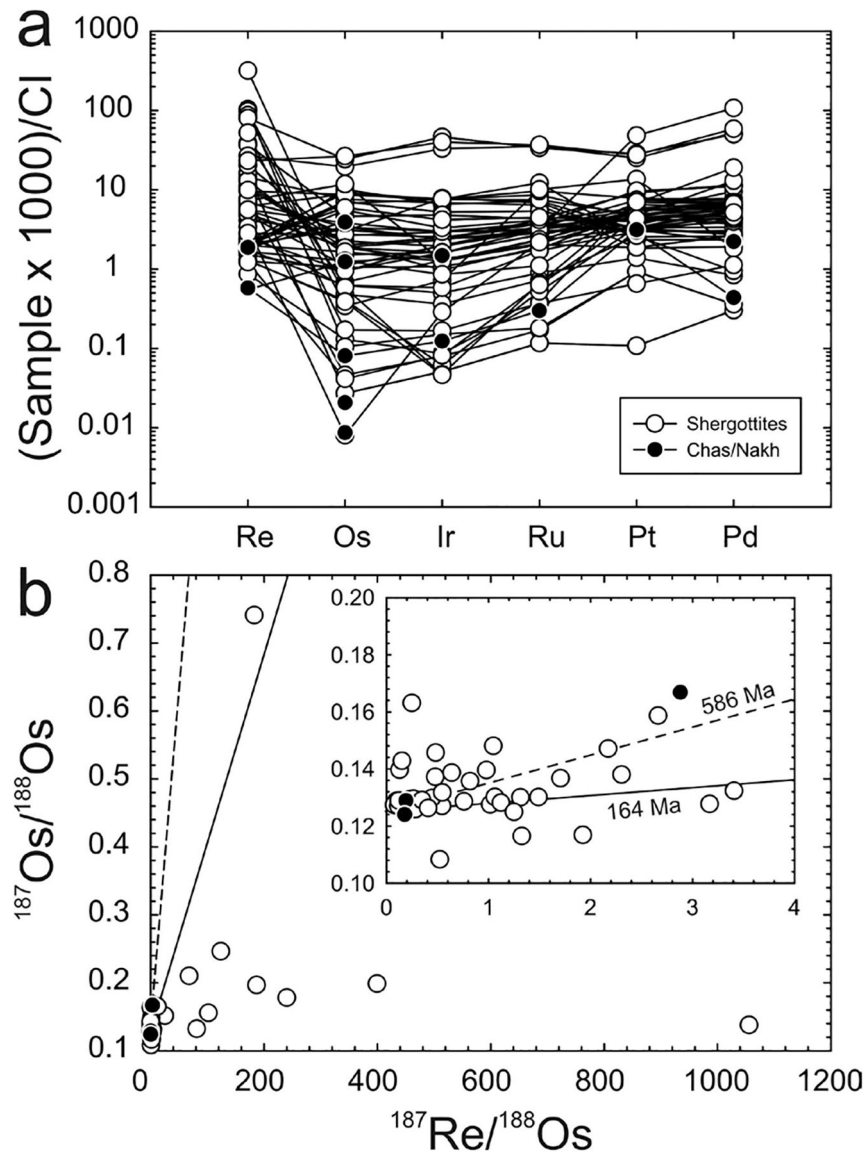 a
(Sample x 1000)/CI
1000
100
10
1
0.1
0.01
0.001
Shergottites
Chas/Nakh
Re Os Ir Ru Pt Pd
b
¹⁸⁷Os/¹⁸⁸Os
0.8
0.7
0.6
0.5
0.4
0.3
0.2
0.1
0.20
0.18
0.16
0.14
0.12
0.10
586 Ma
164 Ma
0 1 2 3 4
0 200 400 600 800 1000 1200
¹⁸⁷Re/¹⁸⁸Os